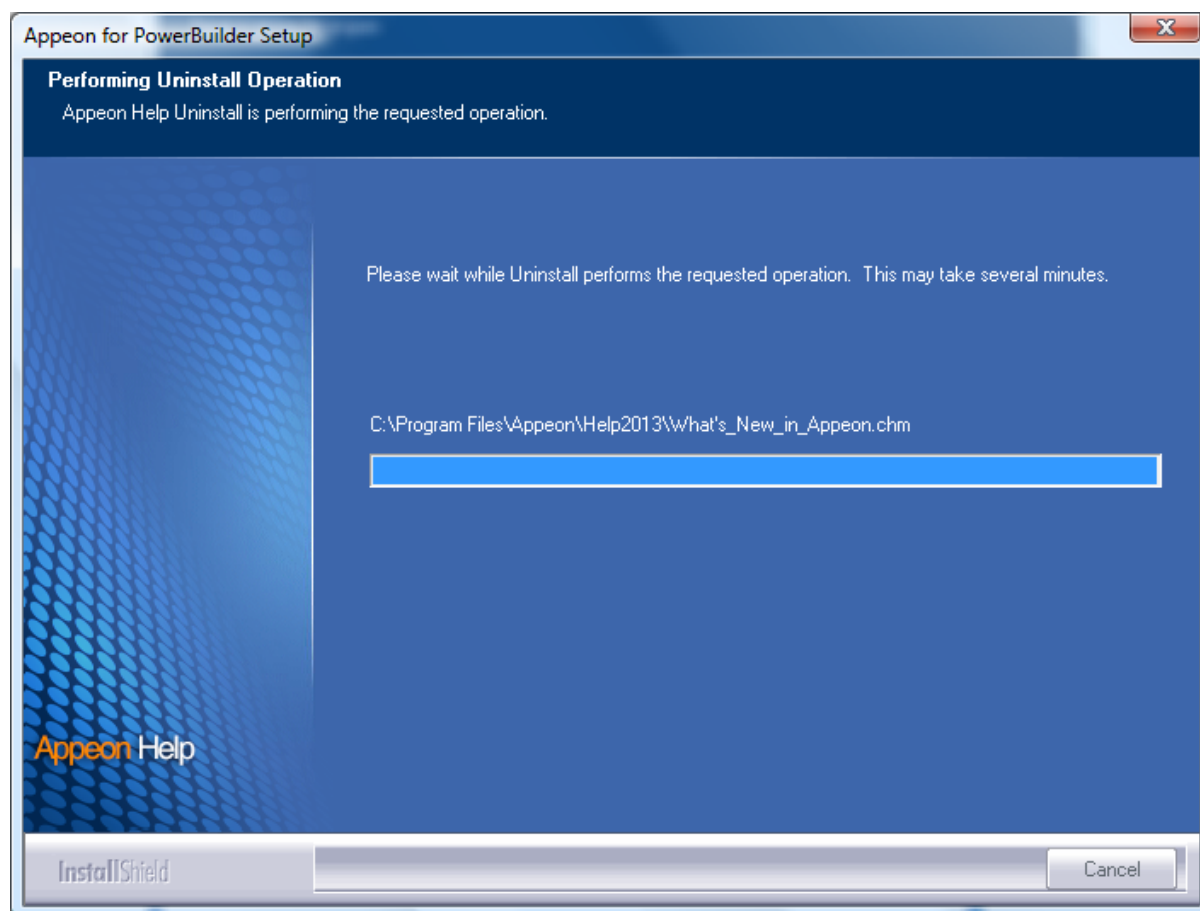 Appeon for PowerBuilder Setup
Performing Uninstall Operation
Appeon Help Uninstall is performing the requested operation.
Please wait while Uninstall performs the requested operation.  This may take several minutes.
C:\Program Files\Appeon\Help2013\What's_New_in_Appeon.chm
Appeon Help
InstallShield
Cancel